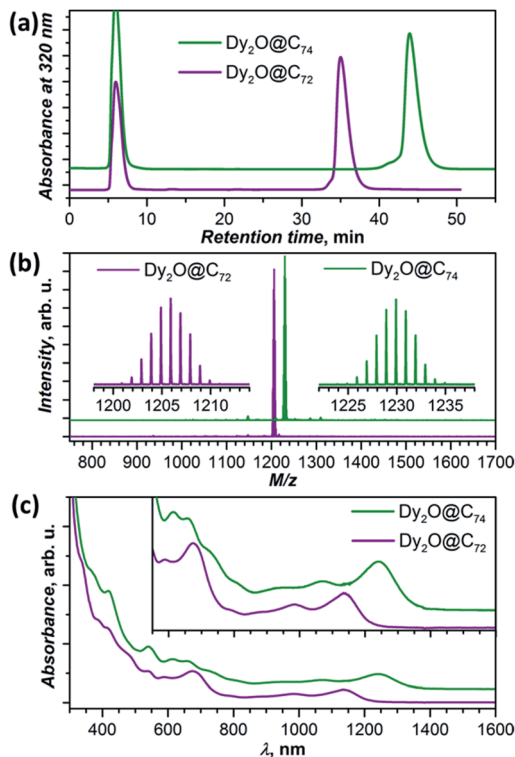 (a)
Dy2O@C74
Dy2O@C72
Absorbance at 320 nm
0 10 20 30 40 50
Retention time, min
(b)
Dy2O@C72
Dy2O@C74
Intensity, arb. u.
1200 1205 1210
1225 1230 1235
800 900 1000 1100 1200 1300 1400 1500 1600 1700
M/z
(c)
Dy2O@C74
Dy2O@C72
Absorbance, arb. u.
400 600 800 1000 1200 1400 1600
λ, nm